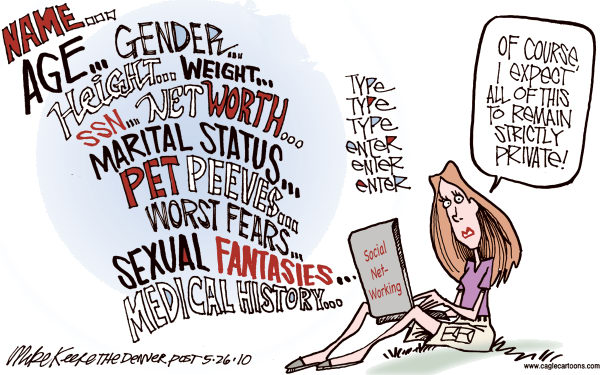 NAME....
AGE... GENDER...
HEIGHT... WEIGHT...
SSN... NET WORTH...
MARITAL STATUS...
PET PEEVES...
WORST FEARS...
SEXUAL FANTASIES...
MEDICAL HISTORY...
TYPE
TYPE
TYPE
ENTER
ENTER
ENTER
OF COURSE,
I EXPECT
ALL OF THIS
TO REMAIN
STRICTLY
PRIVATE!
Social
Net-
Working
MIKE KEEFE THE DENVER POST 5-26-10
www.caglecartoons.com